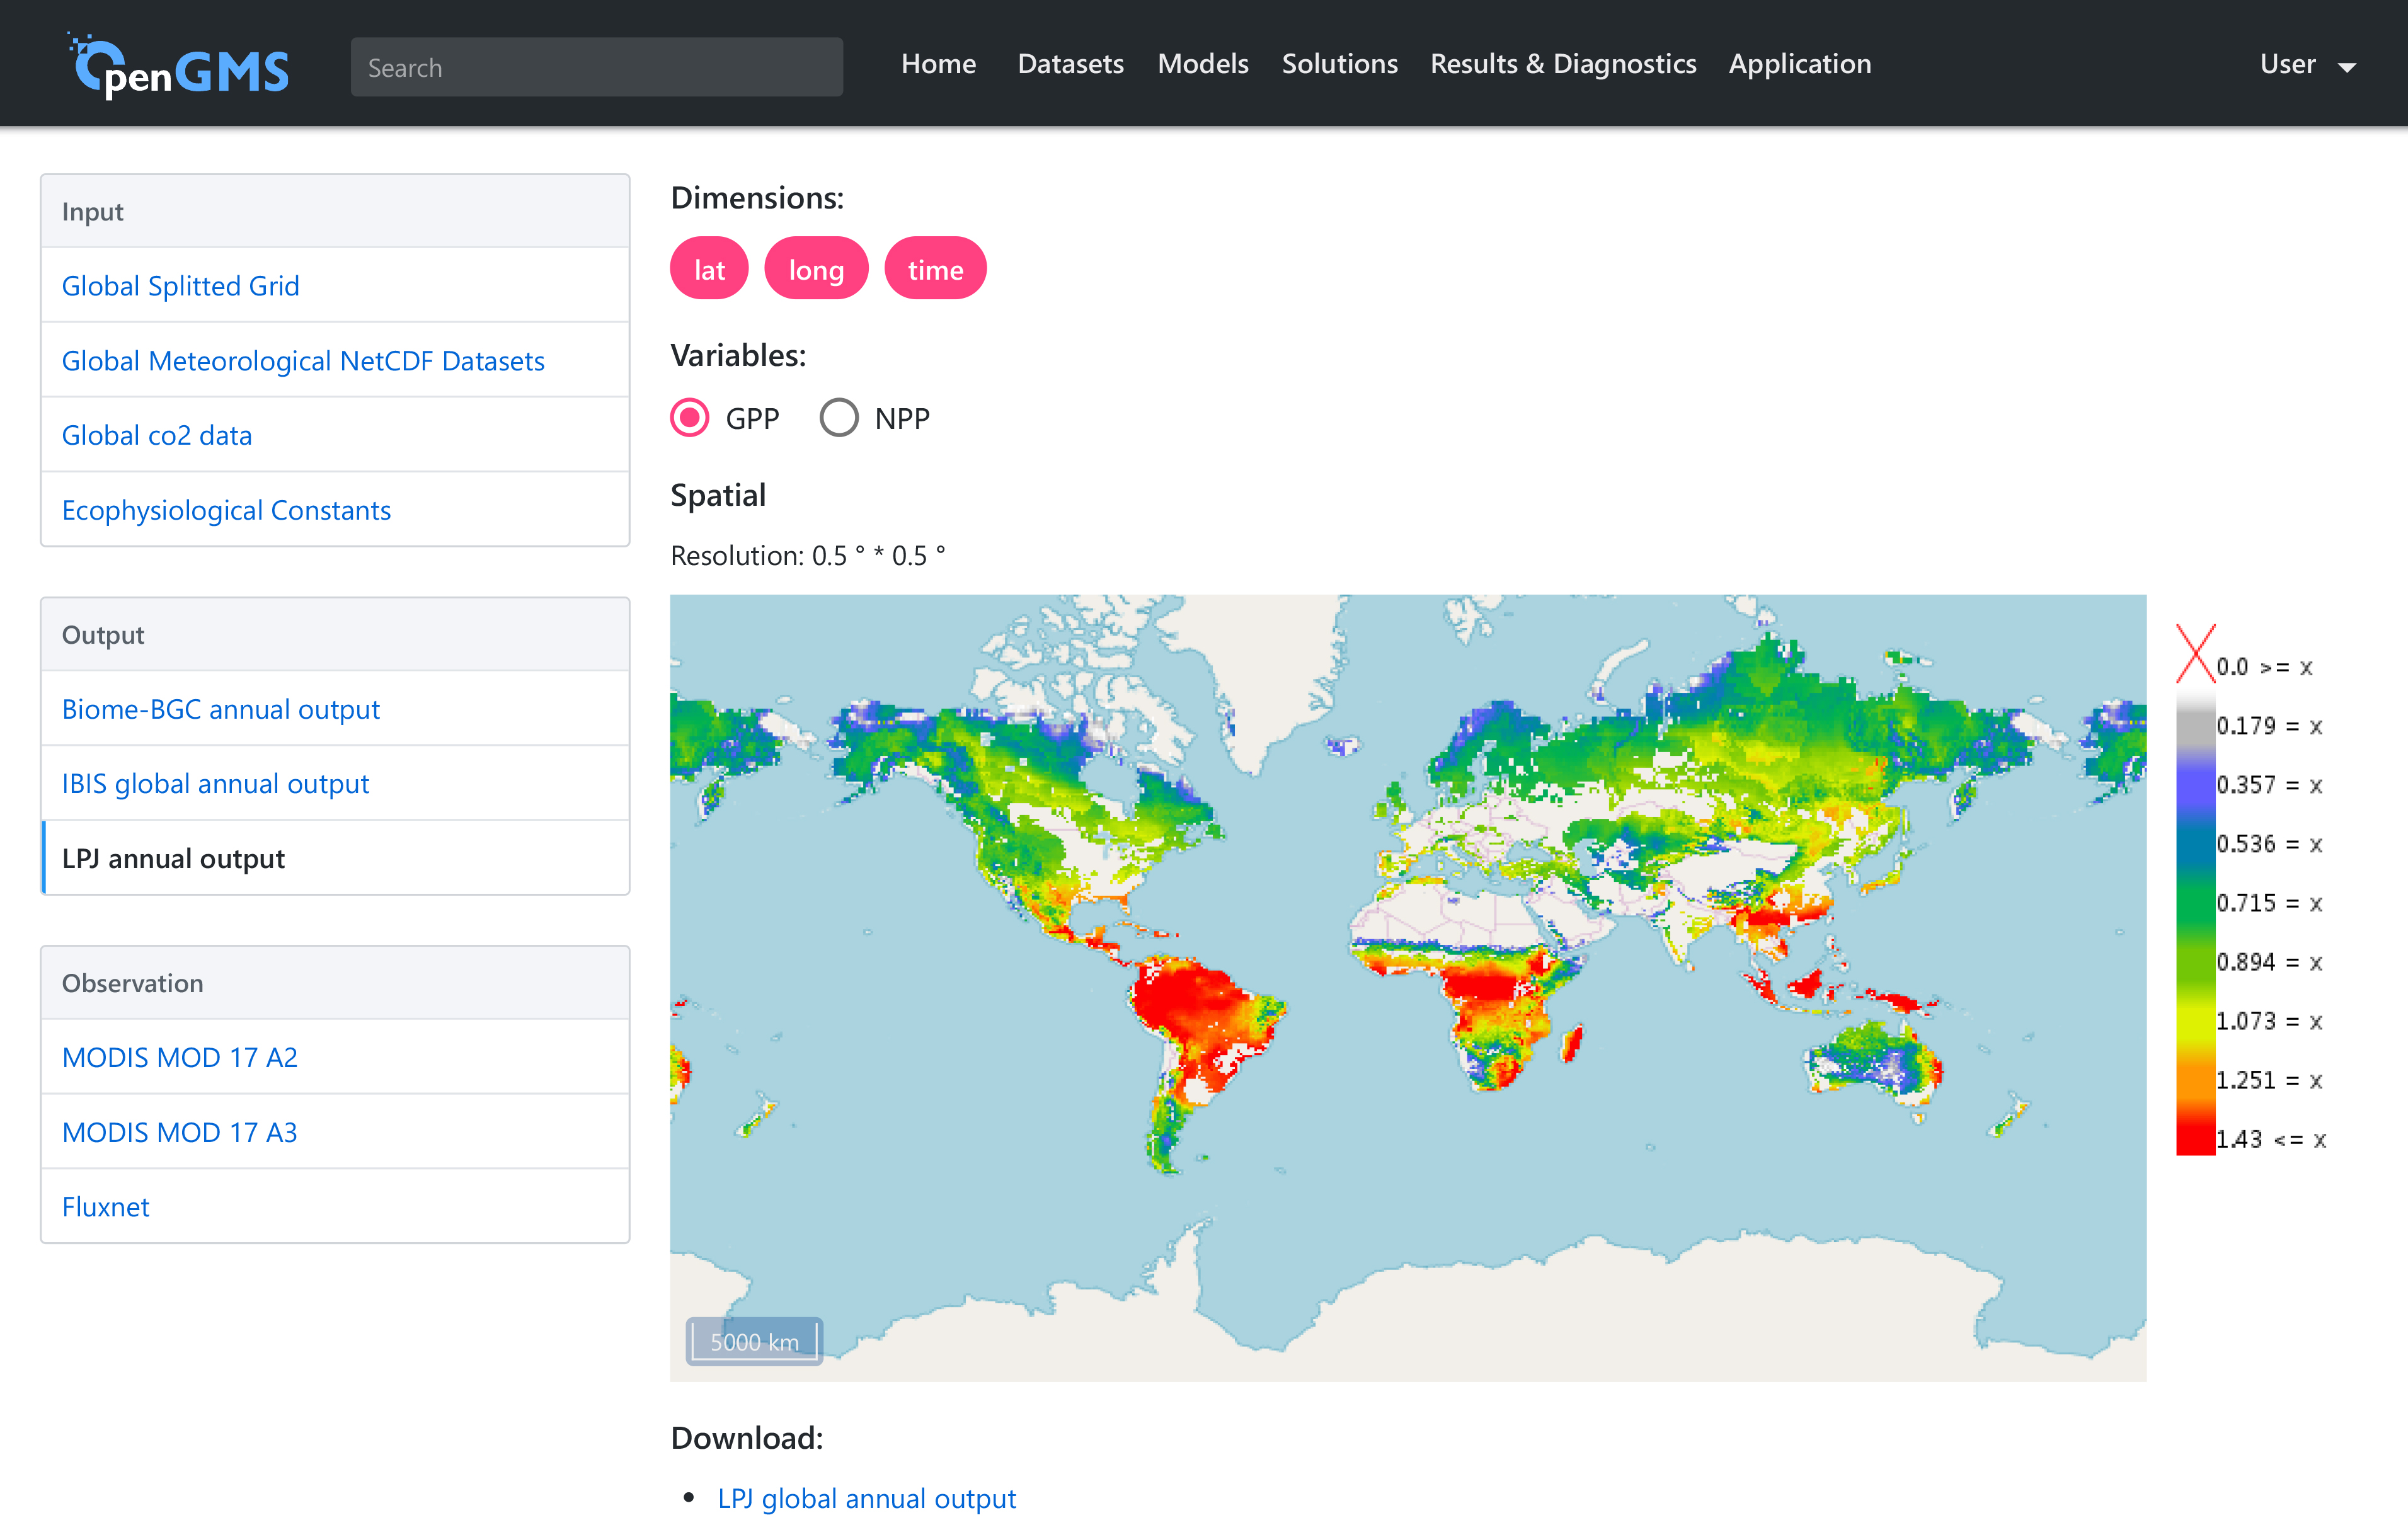 OpenGMS
Search
Home
Datasets
Models
Solutions
Results & Diagnostics
Application
User
Input
Global Splitted Grid
Global Meteorological NetCDF Datasets
Global co2 data
Ecophysiological Constants
Output
Biome-BGC annual output
IBIS global annual output
LPJ annual output
Observation
MODIS MOD 17 A2
MODIS MOD 17 A3
Fluxnet
Dimensions:
lat
long
time
Variables:
GPP
NPP
Spatial
Resolution: 0.5 ° * 0.5 °
0.0 >= x
0.179 = x
0.357 = x
0.536 = x
0.715 = x
0.894 = x
1.073 = x
1.251 = x
1.43 <= x
5000 km
Download:
• LPJ global annual output